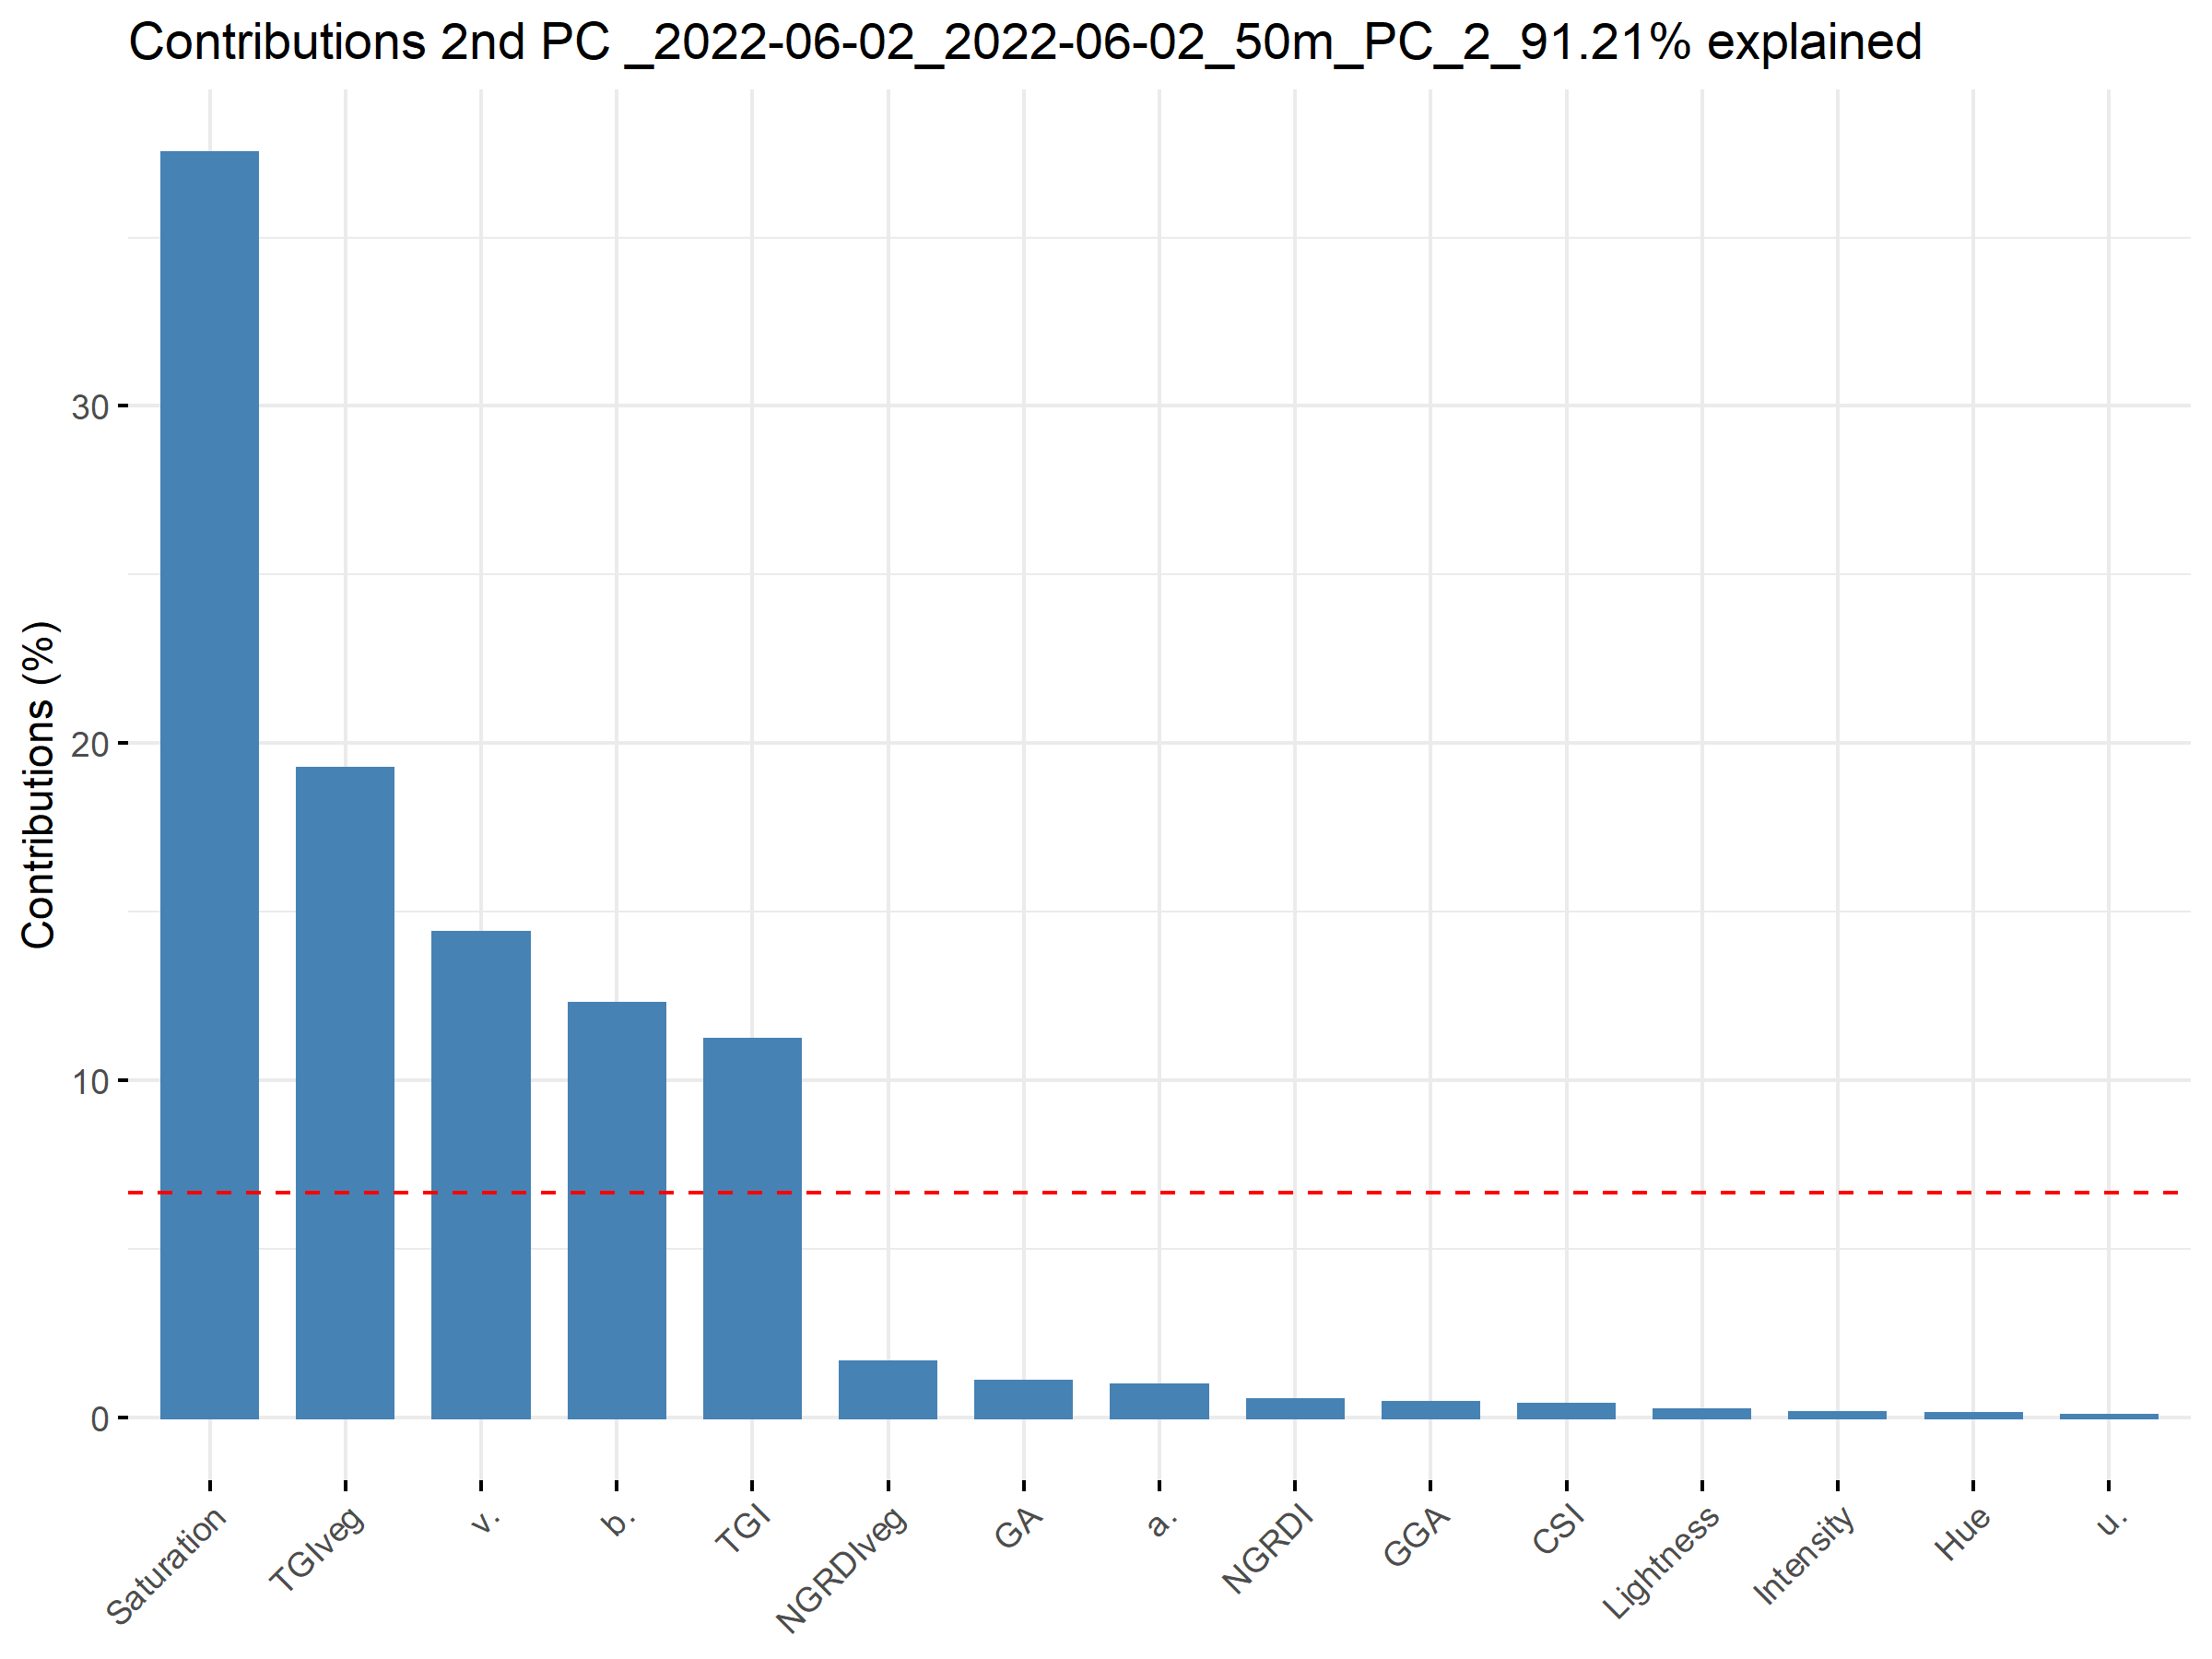 Contributions 2nd PC _2022-06-02_2022-06-02_50m_PC_2_91.21% explained
Contributions (%)
30
20
10
0
Saturation
TGIveg
v.
b.
TGI
NGRDIveg
GA
a.
NGRDI
GGA
CSI
Lightness
Intensity
Hue
u.